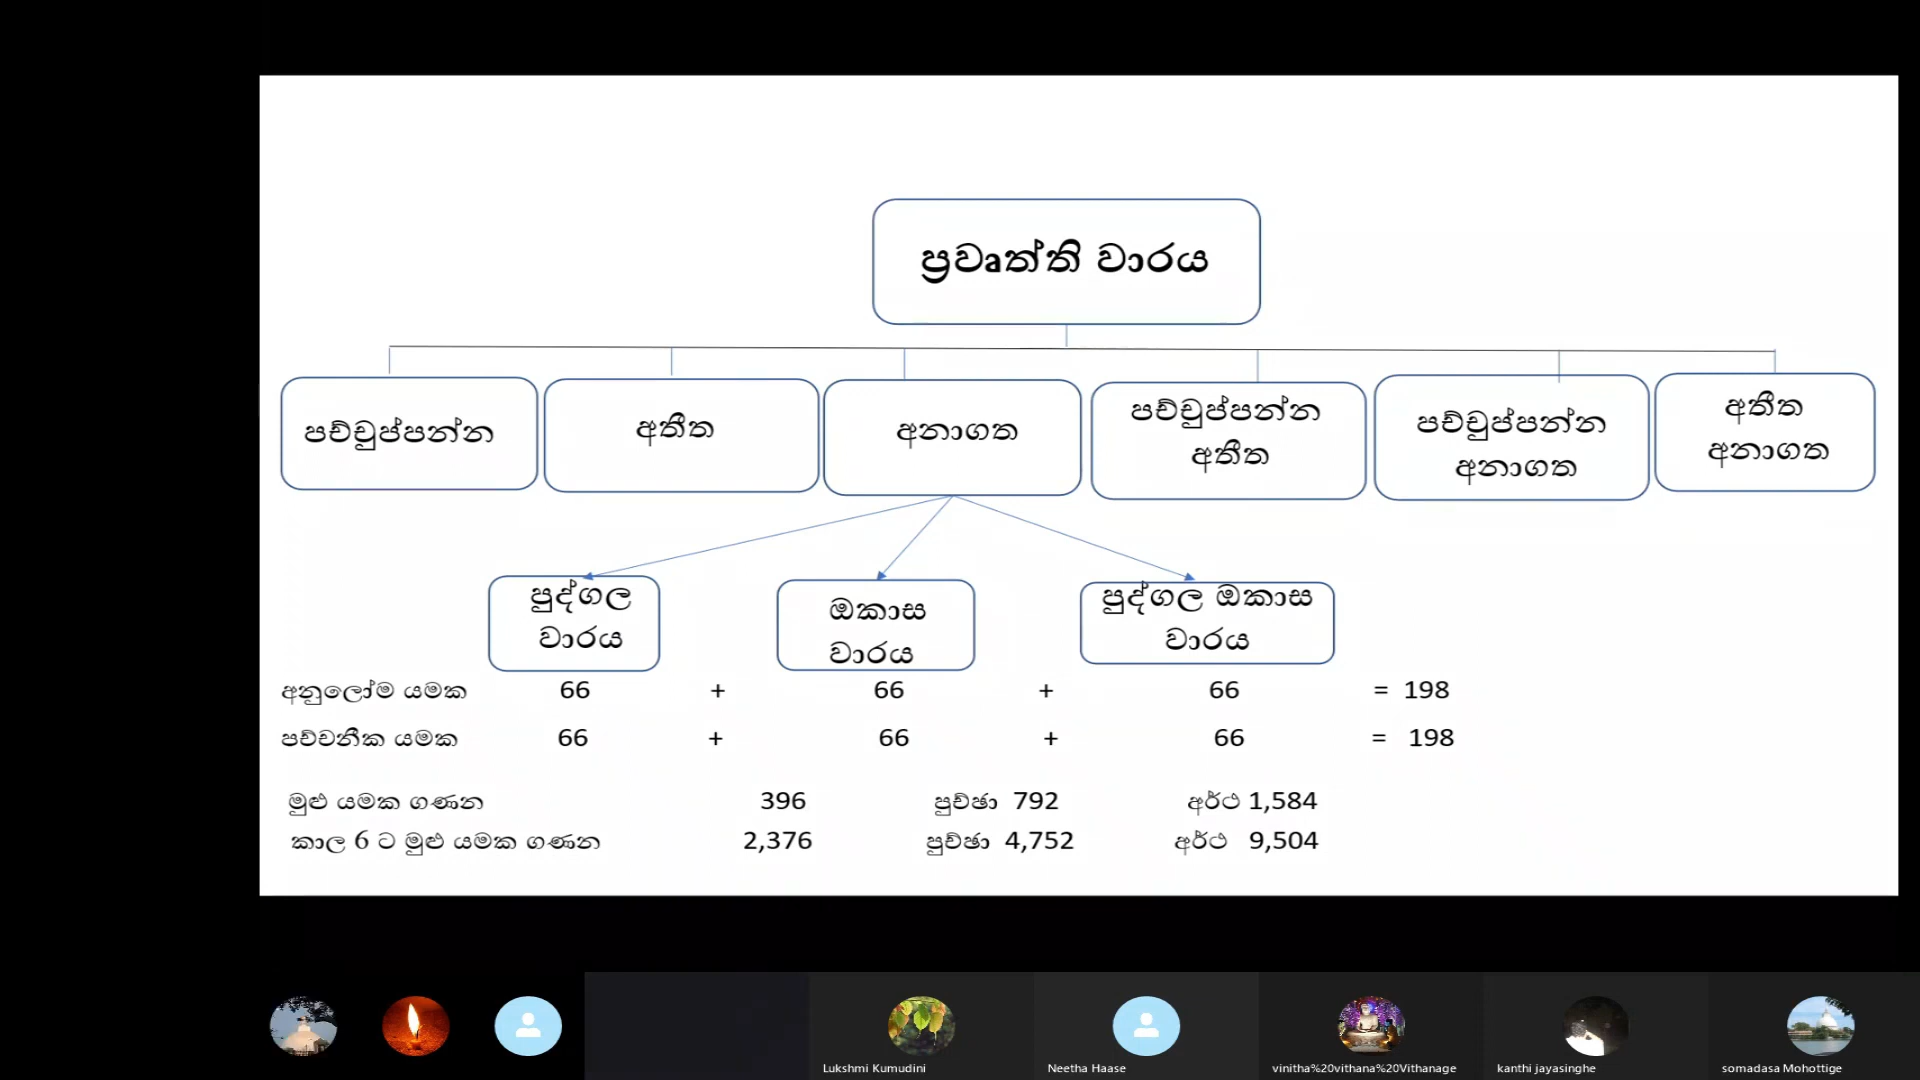 ප්‍රවෘත්ති වාරය
පච්චුප්පන්න
අතීත
අනාගත
පච්චුප්පන්න
අතීත
පච්චුප්පන්න
අනාගත
අතීත
අනාගත
පුද්ගල
වාරය
ඔකාස
වාරය
පුද්ගල ඔකාස
වාරය
අනුලෝම යමක 66 + 66 + 66 = 198
පච්චනීක යමක 66 + 66 + 66 = 198
මුළු යමක ගණන 396 පුච්ඡා 792 අර්ථ 1,584
කාල 6 ට මුළු යමක ගණන 2,376 පුච්ඡා 4,752 අර්ථ 9,504
Lukshmi Kumudini
Neetha Haase
vinitha%20vithana%20Vithanage
kanthi jayasinghe
somadasa Mohottige